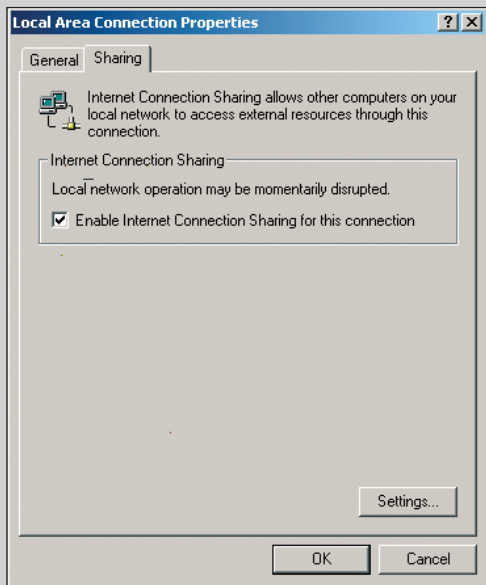 Local Area Connection Properties
General Sharing
Internet Connection Sharing allows other computers on your
local network to access external resources through this
connection.
Internet Connection Sharing
Local network operation may be momentarily disrupted.
Enable Internet Connection Sharing for this connection
Settings...
OK Cancel